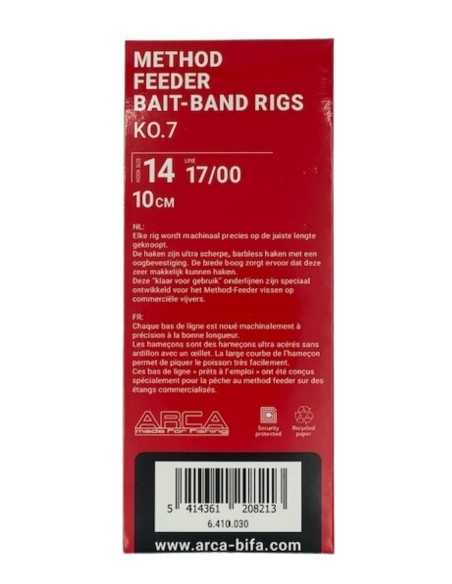 METHOD
FEEDER
BAIT-BAND RIGS
KO.7
HOOK SIZE 14 LINE 17/00
10CM
NL:
Elke rig wordt machinaal precies op de juiste lengte
geknoopt.
De haken zijn ultra scherpe, barbless haken met een
oogbevestiging. De brede boog zorgt ervoor dat deze
zeer makkelijk kunnen haken.
Deze "klaar voor gebruik" onderlijnen zijn speciaal
ontwikkeld voor het Method-Feeder vissen op
commerciële vijvers.
FR:
Chaque bas de ligne est noué machinalement à
précision à la bonne longueur.
Les hameçons sont des hameçons ultra acérés sans
ardillon avec un œillet. La large courbe de l'hameçon
permet de piquer le poisson très facilement.
Ces bas de ligne « prêts à l'emploi » ont été conçus
spécialement pour la pêche au method feeder sur des
étangs commercialisés.
ARCA
made For Fishing
Security
protected
Recycled
paper
5 414361 208213
6.410.030
www.arca-bifa.com